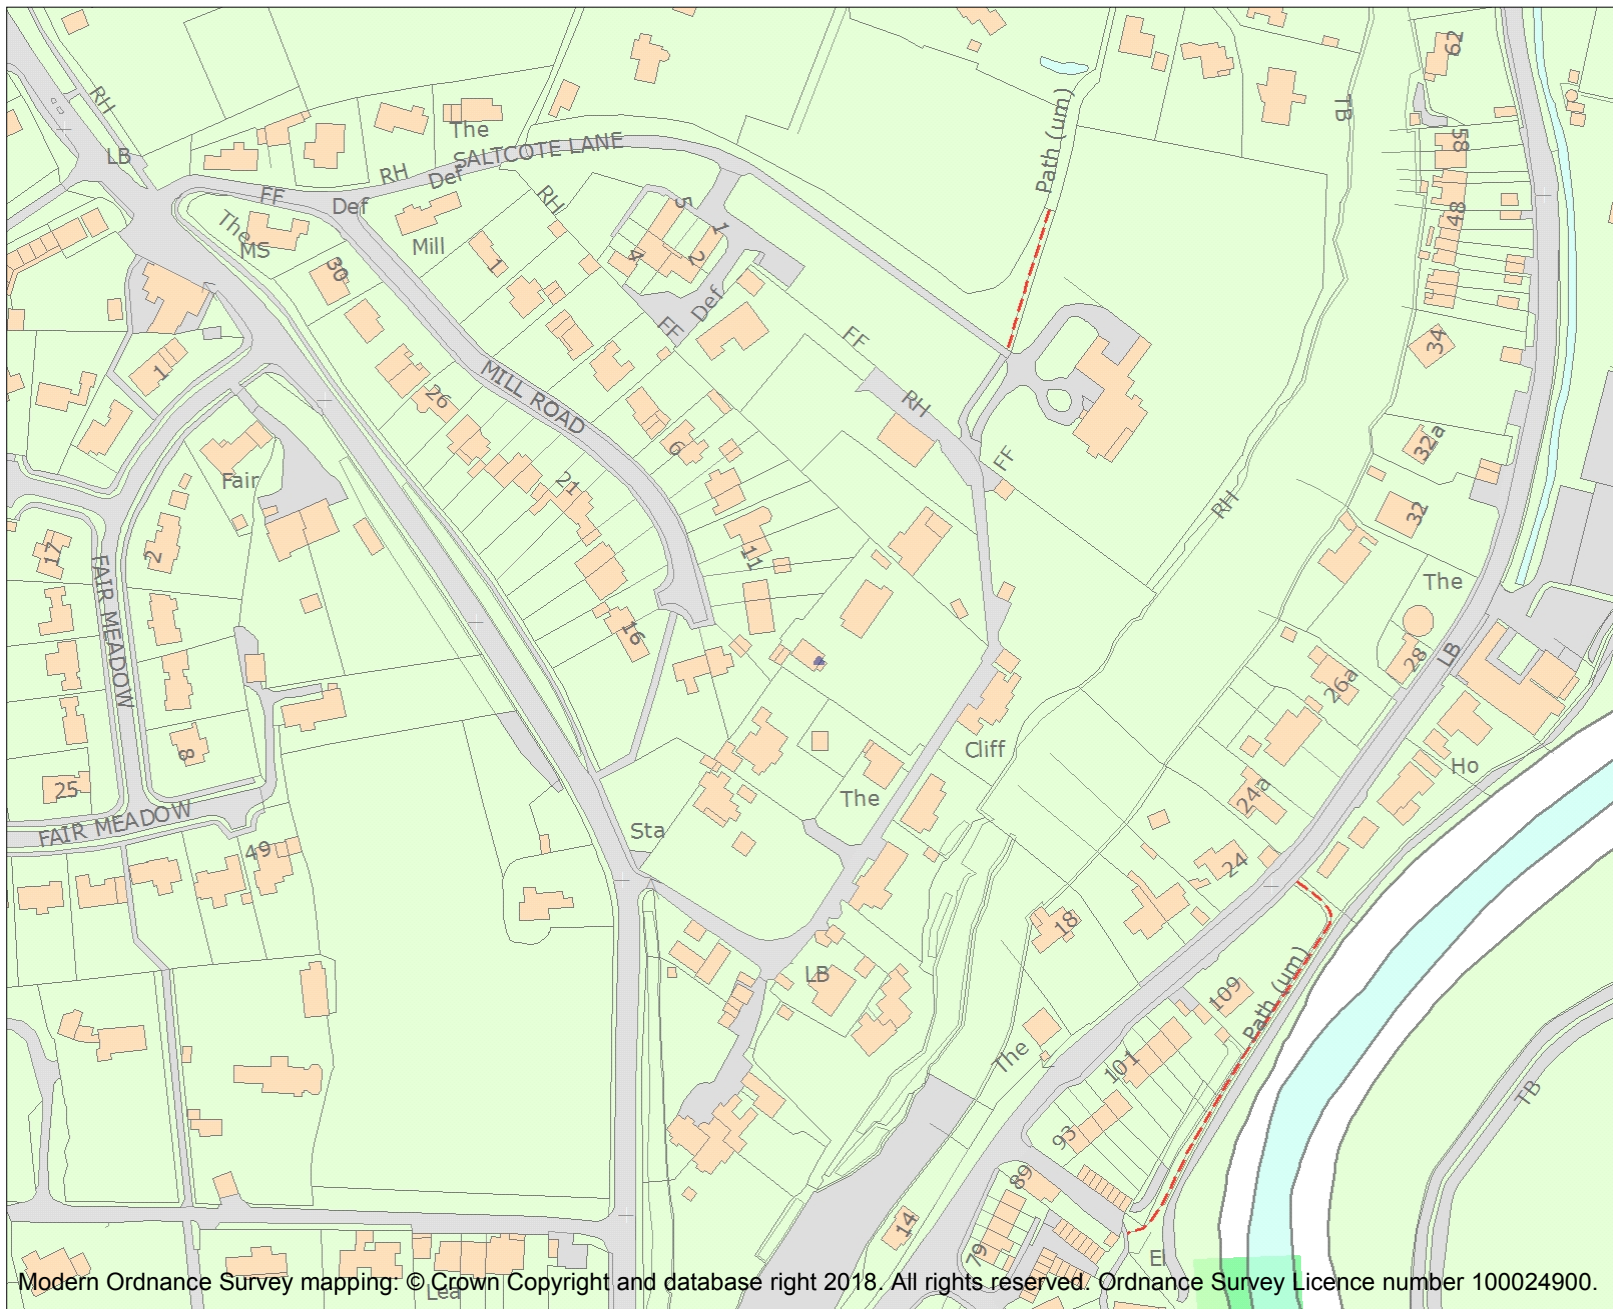 62
RH
TB
Path (um)
58
The
LB
SALTCOTE LANE
RH
Def
FF
Def
RH
5
48
The
MS
Mill
1
4
2
1
30
Def
FF
FF
34
1
MILL ROAD
26
RH
32a
6
FF
Fair
21
RH
32
17
2
11
The
FAIR MEADOW
16
28
LB
26a
8
Cliff
Ho
25
The
24a
FAIR MEADOW
Sta
49
24
18
LB
109
Path (um)
The
101
TB
93
89
14
79
El
Lea
Modern Ordnance Survey mapping: © Crown Copyright and database right 2018. All rights reserved. Ordnance Survey Licence number 100024900.